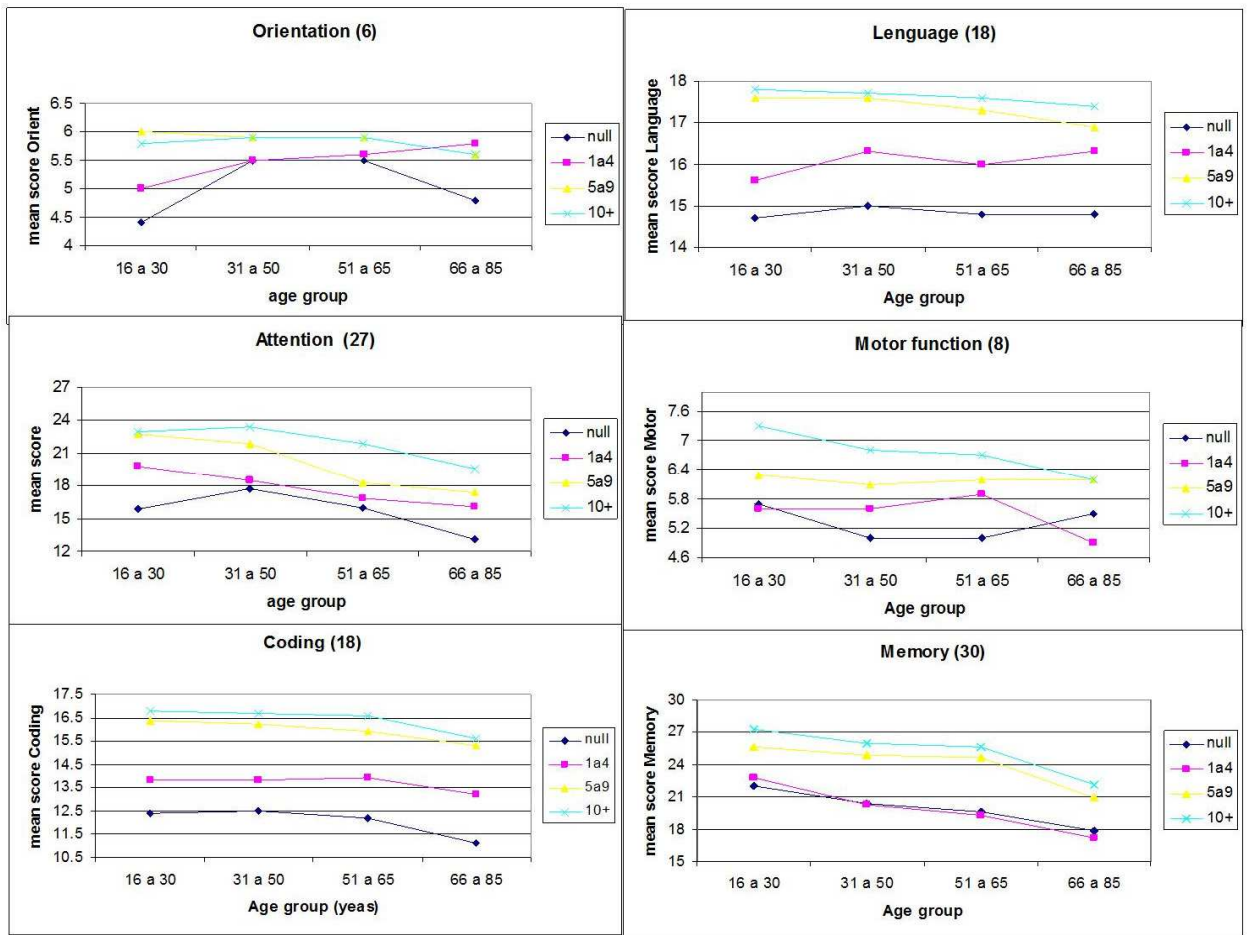 Orientation (6)
mean score Orient
6.5
6
5.5
5
4.5
4
16 a 30
31 a 50
51 a 65
66 a 85
age group
null
1a4
5a9
10+
Lenguage (18)
mean secore Language
18
17
16
15
14
16 a 30
31 a 50
51 a 65
66 a 85
Age group
null
1a4
5a9
10+
Attention (27)
mean score
27
24
21
18
15
12
16 a 30
31 a 50
51 a 65
66 a 85
age group
null
1a4
5a9
10+
Motor function (8)
mean score Motor
7.6
7
6.4
5.8
5.2
4.6
16 a 30
31 a 50
51 a 65
66 a 85
Age group
null
1a4
5a9
10+
Coding (18)
mean score Coding
17.5
16.5
15.5
14.5
13.5
12.5
11.5
10.5
16 a 30
31 a 50
51 a 65
66 a 85
Age group (yeas)
null
1a4
5a9
10+
Memory (30)
mean score Memory
30
27
24
21
18
15
16 a 30
31 a 50
51 a 65
66 a 85
Age group
null
1a4
5a9
10+